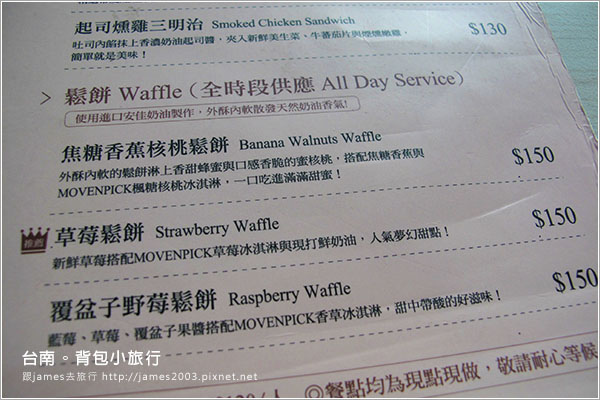 起司燻雞三明治 Smoked Chicken Sandwich $130
吐司內餡抹上香濃奶油起司醬,夾入新鮮美生菜、牛蕃茄片與煙燻嫩雞,
簡單就是美味!
> 鬆餅 Waffle(全時段供應 All Day Service)
使用進口安佳奶油製作,外酥內軟散發天然奶油香氣!
焦糖香蕉核桃鬆餅 Banana Walnuts Waffle $150
外酥內軟的鬆餅淋上香甜蜂蜜與口感香脆的蜜核桃,搭配焦糖香蕉與
MOVENPICK楓糖核桃冰淇淋,一口吃進滿滿甜蜜!
推薦 草莓鬆餅 Strawberry Waffle $150
新鮮草莓搭配MOVENPICK草莓冰淇淋與現打鮮奶油,人氣夢幻甜點!
覆盆子野莓鬆餅 Raspberry Waffle $150
藍莓、草莓、覆盆子果醬搭配MOVENPICK香草冰淇淋,甜中帶酸的好滋味!
台南。背包小旅行
跟james去旅行 http://james2003.pixnet.net
/人 ◎餐點均為現點現做,敬請耐心等候